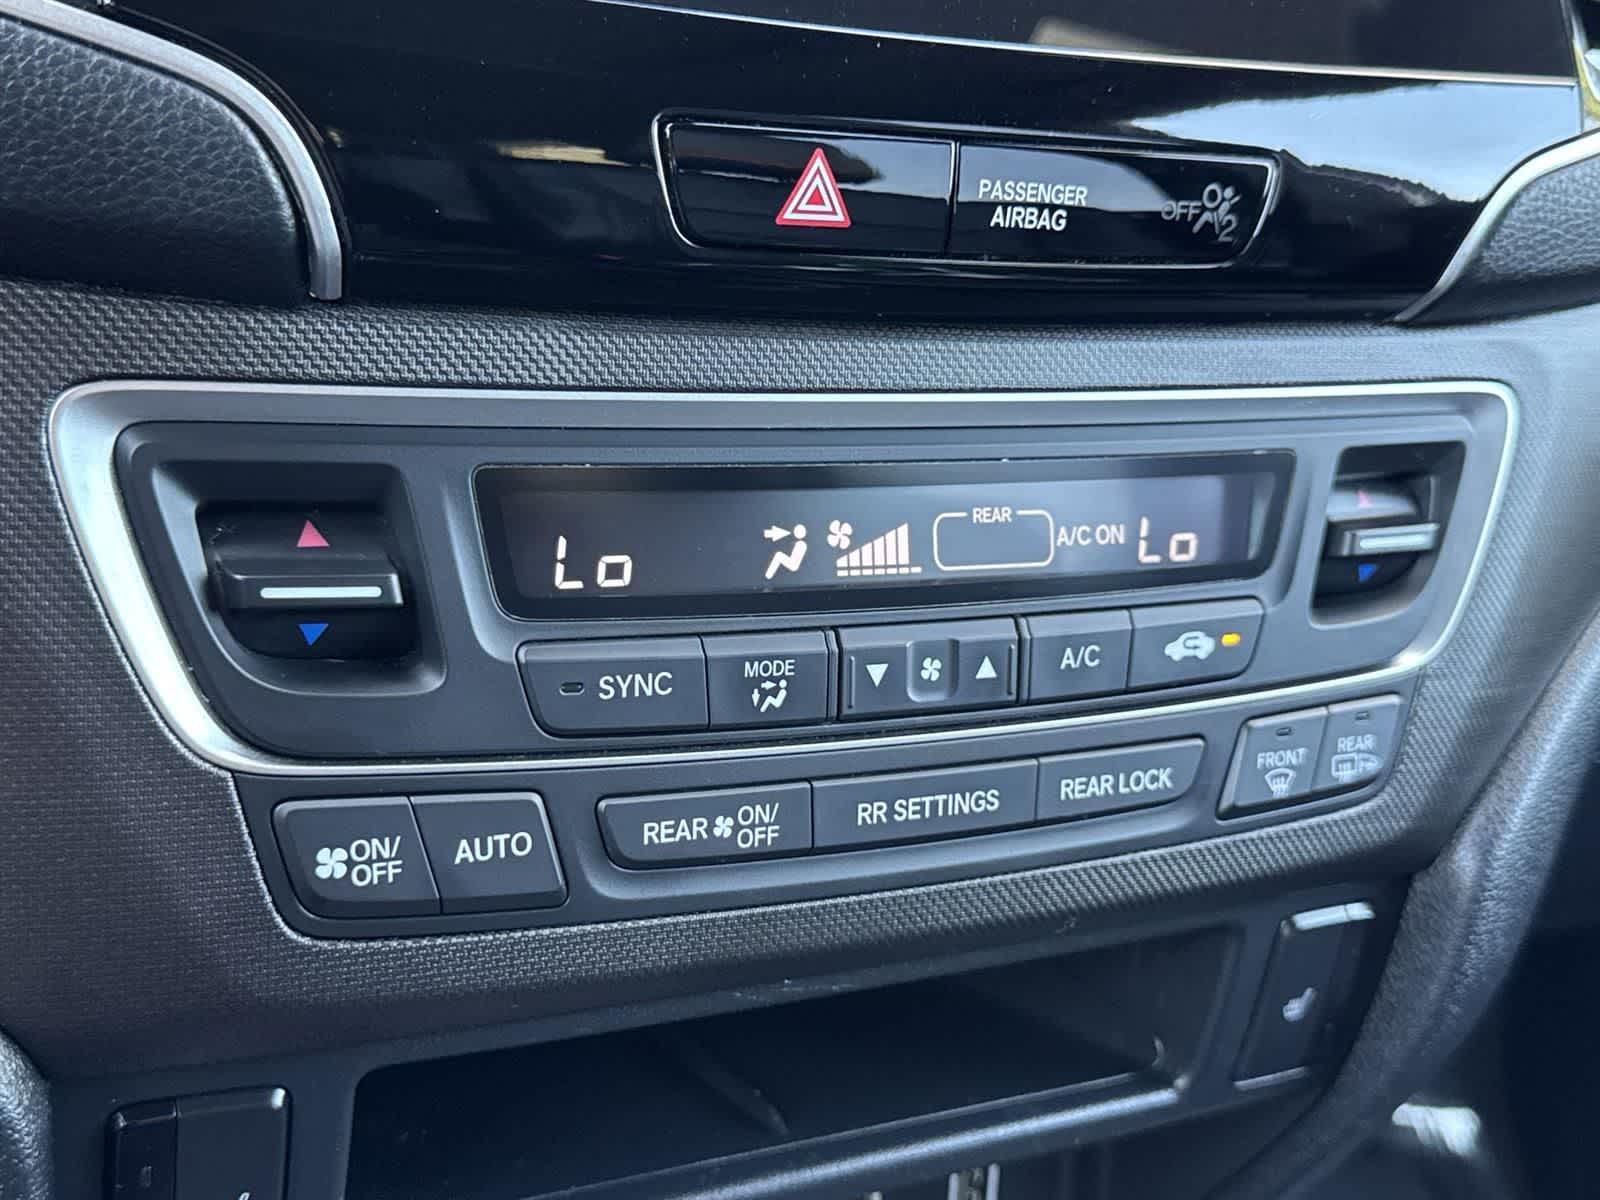 PASSENGER
AIRBAG
OFF
2
Lo
REAR
A/C ON
Lo
SYNC
MODE
A/C
FRONT
REAR
ON/
OFF
AUTO
REAR
ON/
OFF
RR SETTINGS
REAR LOCK